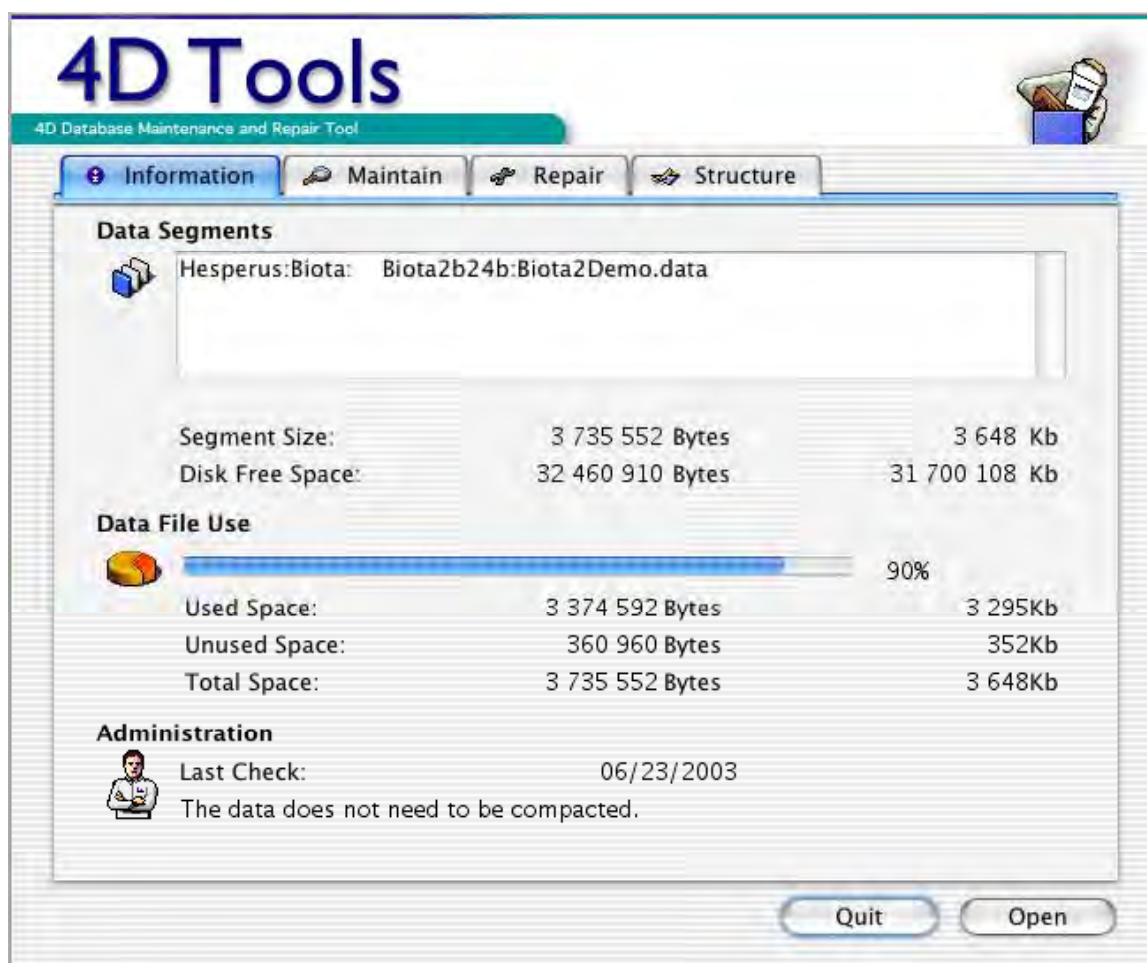 4D Tools
4D Database Maintenance and Repair Tool
Information Maintain Repair Structure
Data Segments
Hesperus:Biota: Biota2b24b:Biota2Demo.data
Segment Size: 3 735 552 Bytes 3 648 Kb
Disk Free Space: 32 460 910 Bytes 31 700 108 Kb
Data File Use
90%
Used Space: 3 374 592 Bytes 3 295Kb
Unused Space: 360 960 Bytes 352Kb
Total Space: 3 735 552 Bytes 3 648Kb
Administration
Last Check: 06/23/2003
The data does not need to be compacted.
Quit Open